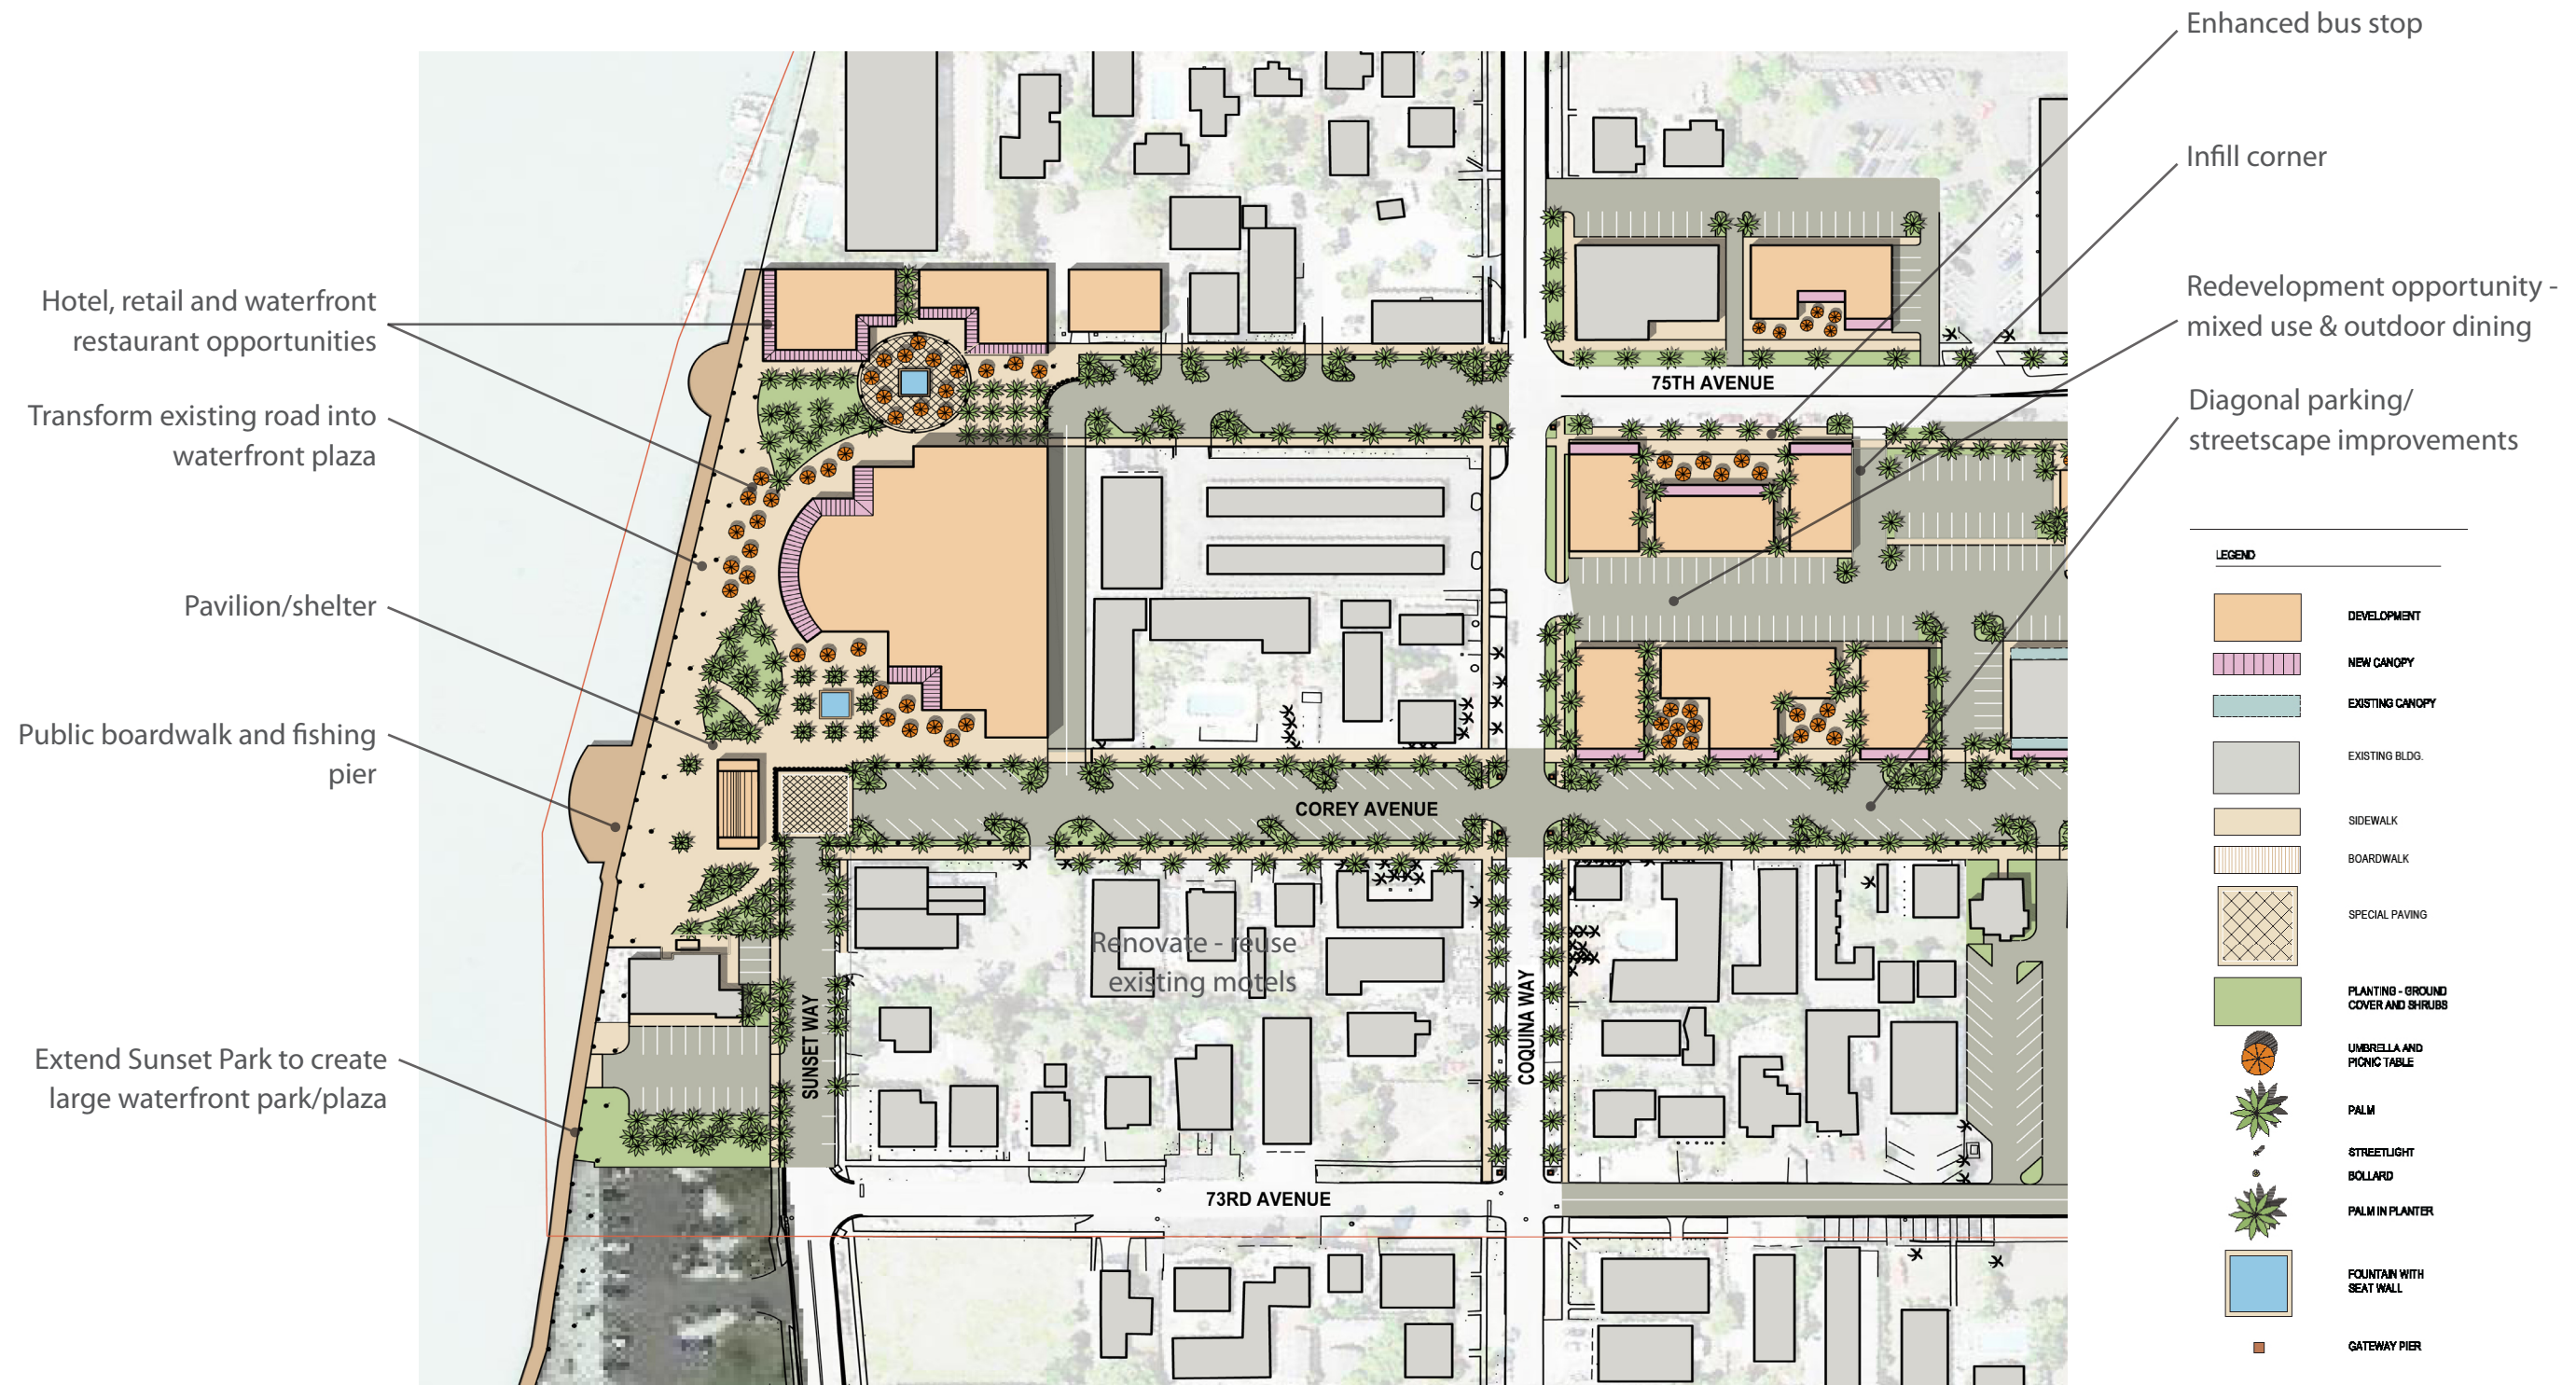 Enhanced bus stop
Infill corner
Redevelopment opportunity -
mixed use & outdoor dining
Diagonal parking/
streetscape improvements
Hotel, retail and waterfront
restaurant opportunities
Transform existing road into
waterfront plaza
Pavilion/shelter
Public boardwalk and fishing
pier
Extend Sunset Park to create
large waterfront park/plaza
75TH AVENUE
COREY AVENUE
Renovate - reuse
existing motels
SUNSET WAY
COQUINA WAY
73RD AVENUE
LEGEND
DEVELOPMENT
NEW CANOPY
EXISTING CANOPY
EXISTING BLDG.
SIDEWALK
BOARDWALK
SPECIAL PAVING
PLANTING - GROUND
COVER AND SHRUBS
UMBRELLA AND
PICNIC TABLE
PALM
STREETLIGHT
BOLLARD
PALM IN PLANTER
FOUNTAIN WITH
SEAT WALL
GATEWAY PIER